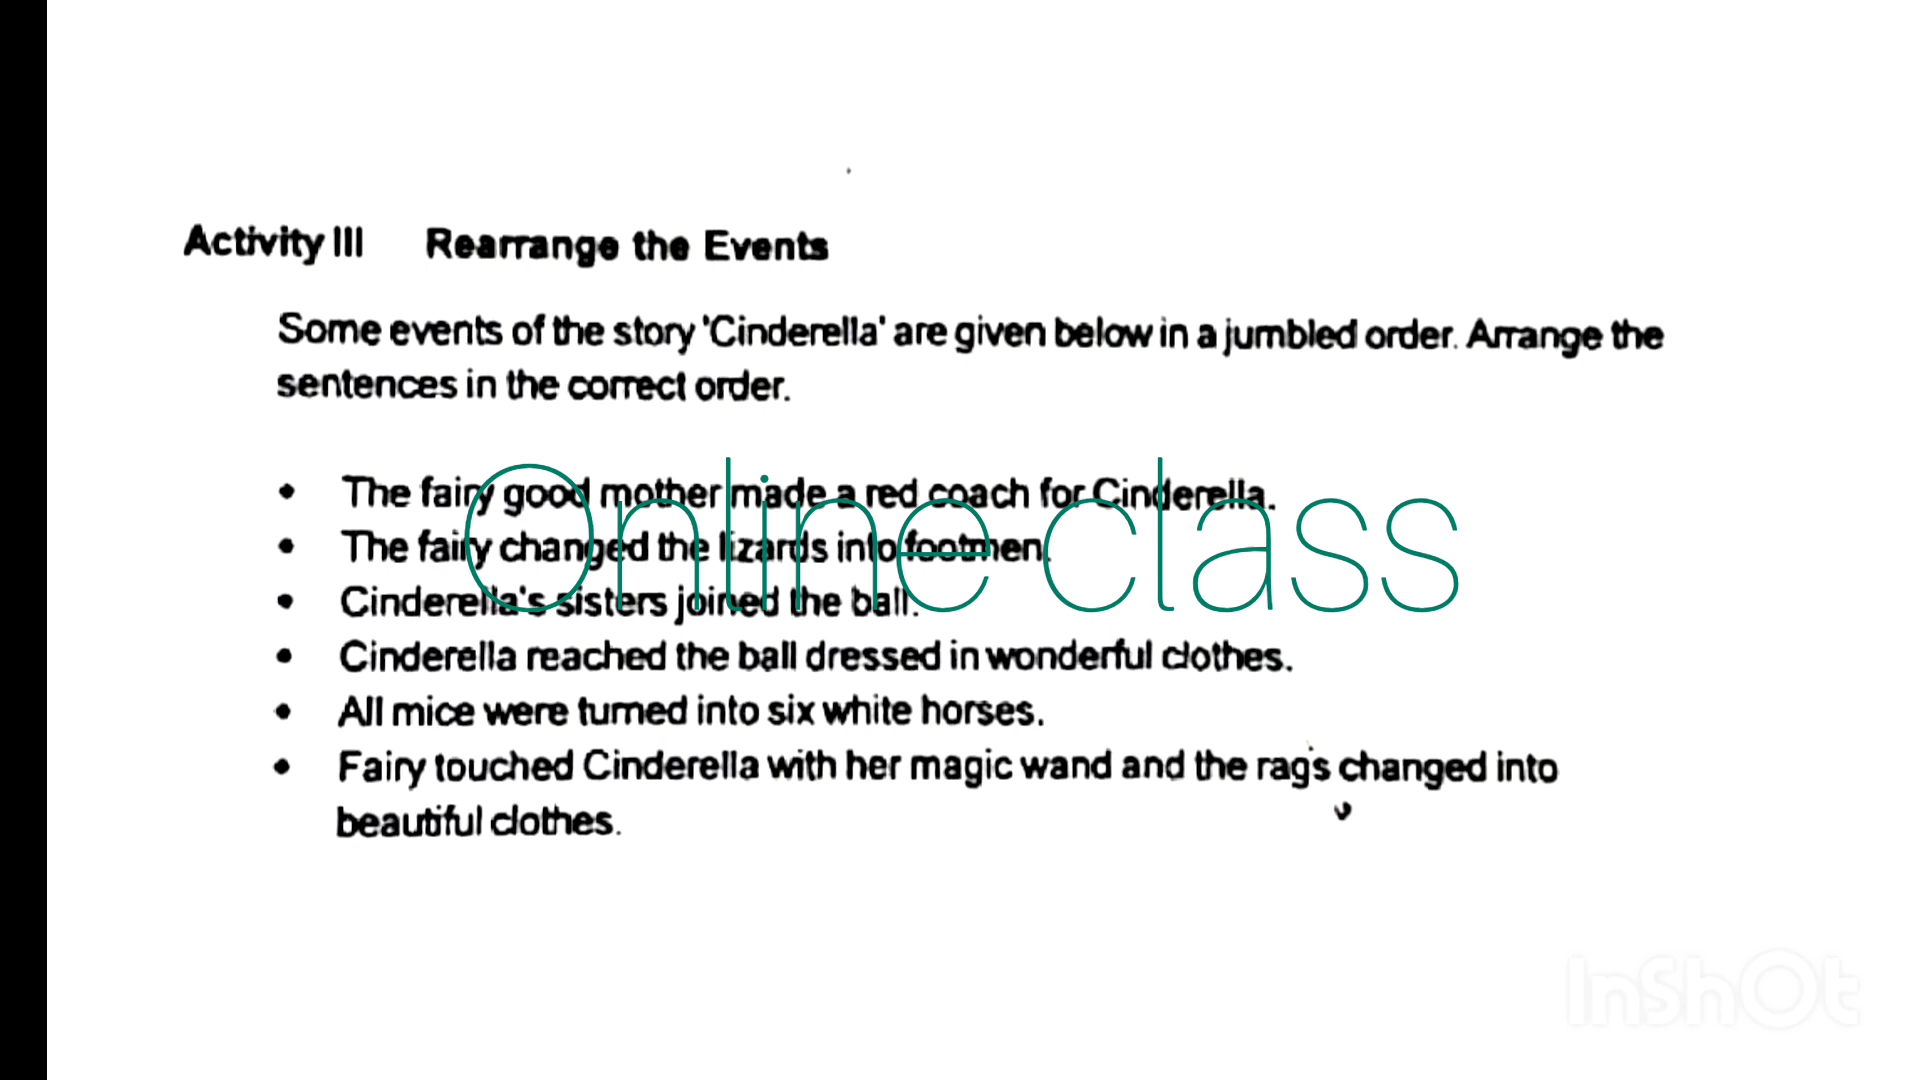 Activity III Rearrange the Events
Some events of the story 'Cinderella' are given below in a jumbled order. Arrange the
sentences in the correct order.
• The fairy good mother made a red coach for Cinderella.
• The fairy changed the lizards into footmen.
• Cinderella's sisters joined the ball.
• Cinderella reached the ball dressed in wonderful clothes.
• All mice were turned into six white horses.
• Fairy touched Cinderella with her magic wand and the rags changed into
beautiful clothes.
Online class
InShOt